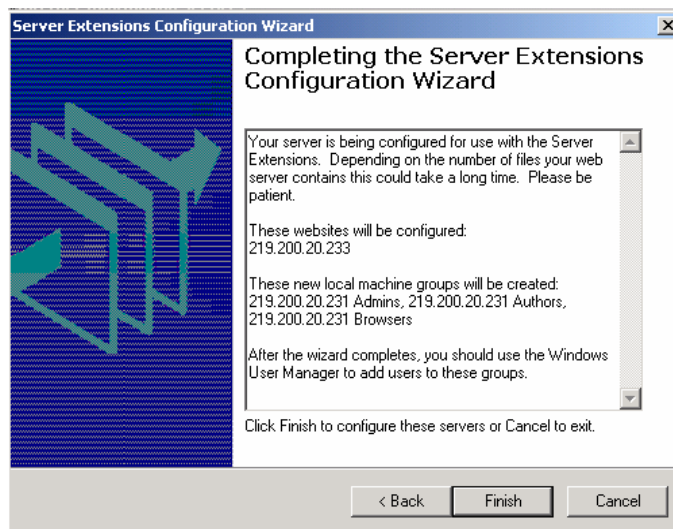 Server Extensions Configuration Wizard
Completing the Server Extensions
Configuration Wizard
Your server is being configured for use with the Server
Extensions. Depending on the number of files your web
server contains this could take a long time. Please be
patient.
These websites will be configured:
219.200.20.233
These new local machine groups will be created:
219.200.20.231 Admins, 219.200.20.231 Authors,
219.200.20.231 Browsers
After the wizard completes, you should use the Windows
User Manager to add users to these groups.
Click Finish to configure these servers or Cancel to exit.
< Back
Finish
Cancel